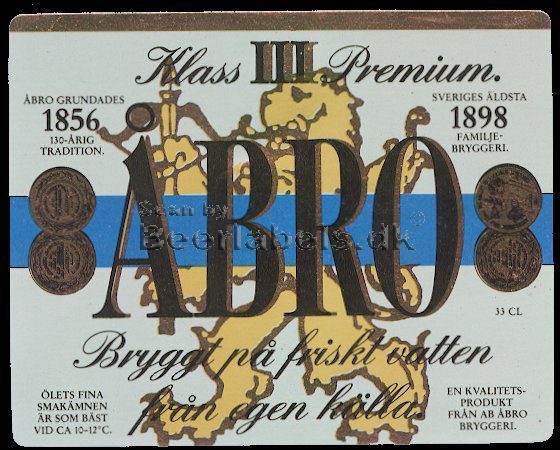 Klass III Premium.
ÅBRO GRUNDADES
1856
130-ÅRIG
TRADITION.
SVERIGES ÄLDSTA
1898
FAMILJE-
BRYGGERI.
ÅBRO
Scan by
Beerlabels.dk
©
33 CL
Bryggt på friskt vatten
från egen källa.
ÖLETS FINA
SMAKÄMNEN
ÄR SOM BÄST
VID CA 10-12°C.
EN KVALITETS-
PRODUKT
FRÅN AB ÅBRO
BRYGGERI.